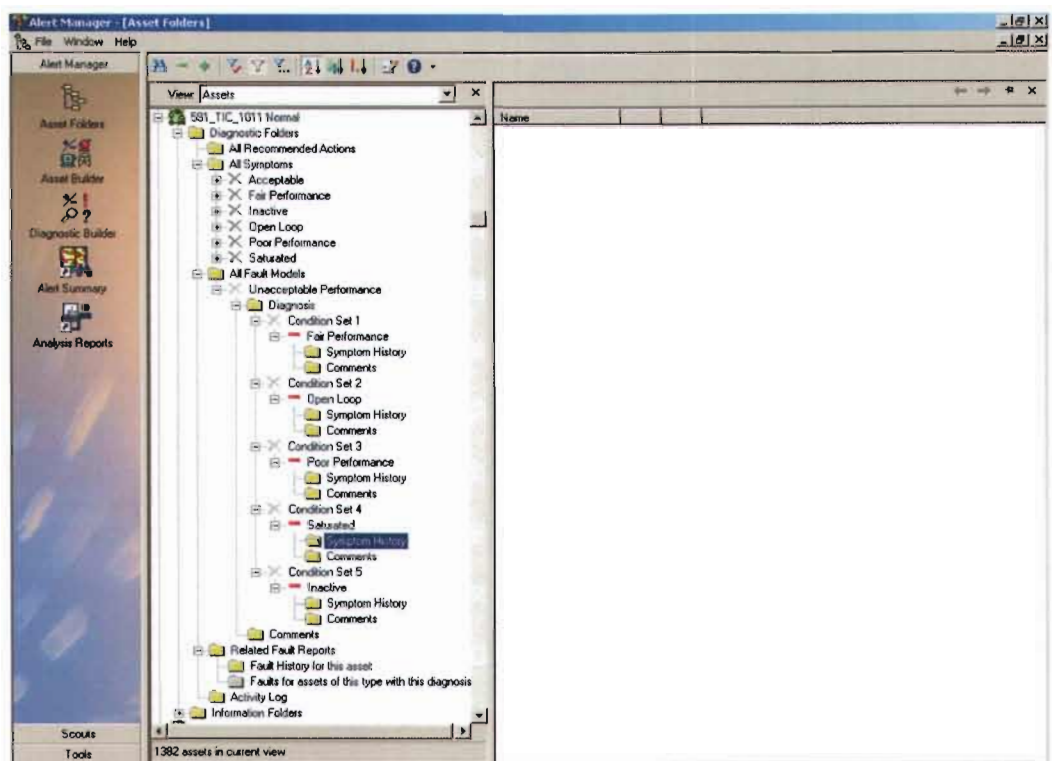 Alert Manager - [Asset Folders]
File Window Help
Alert Manager
Asset Folders
Asset Builder
Diagnostic Builder
Alert Summary
Analysis Reports
Scouts
Tools
View: Assets
Name
591_TIC_1011 Normal
Diagnostic Folders
All Recommended Actions
All Symptoms
Acceptable
Fair Performance
Inactive
Open Loop
Poor Performance
Saturated
All Fault Models
Unacceptable Performance
Diagnosis
Condition Set 1
Fair Performance
Symptom History
Comments
Condition Set 2
Open Loop
Symptom History
Comments
Condition Set 3
Poor Performance
Symptom History
Comments
Condition Set 4
Saturated
Symptom History
Comments
Condition Set 5
Inactive
Symptom History
Comments
Comments
Related Fault Reports
Fault History for this asset
Faults for assets of this type with this diagnosis
Activity Log
Information Folders
1382 assets in current view